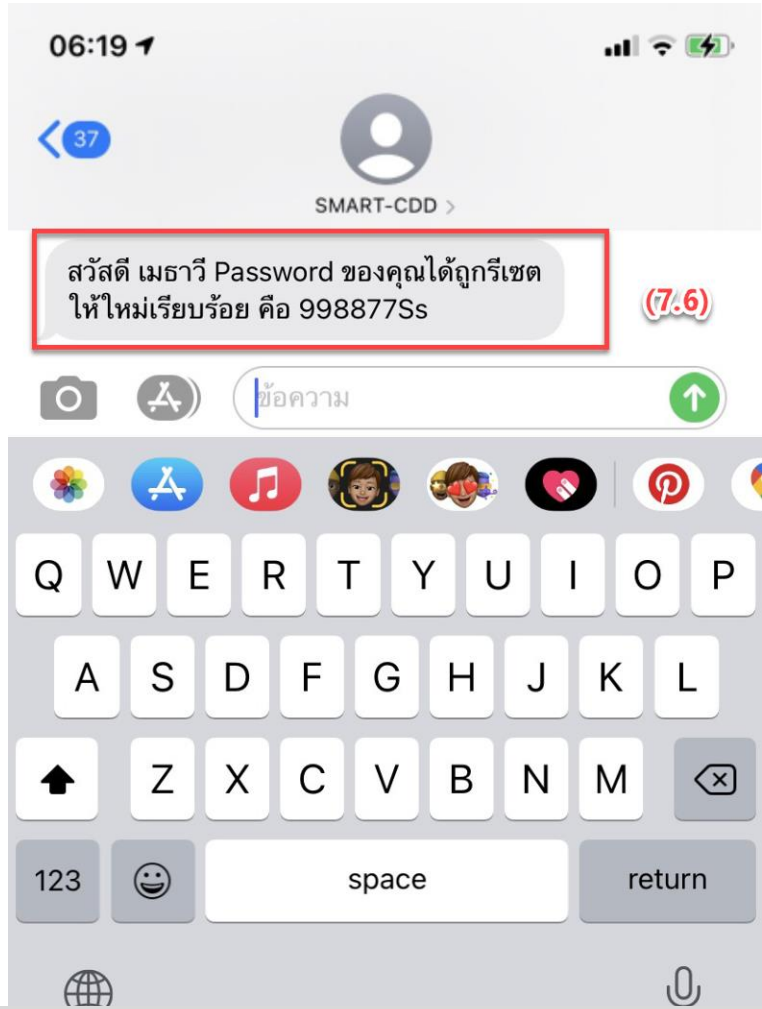 06:19
37
SMART-CDD >
สวัสดี เมธาวี Password ของคุณได้ถูกรีเซต
ให้ใหม่เรียบร้อย คือ 998877Ss
(7.6)
ข้อความ
Q W E R T Y U I O P
A S D F G H J K L
Z X C V B N M
123 space return